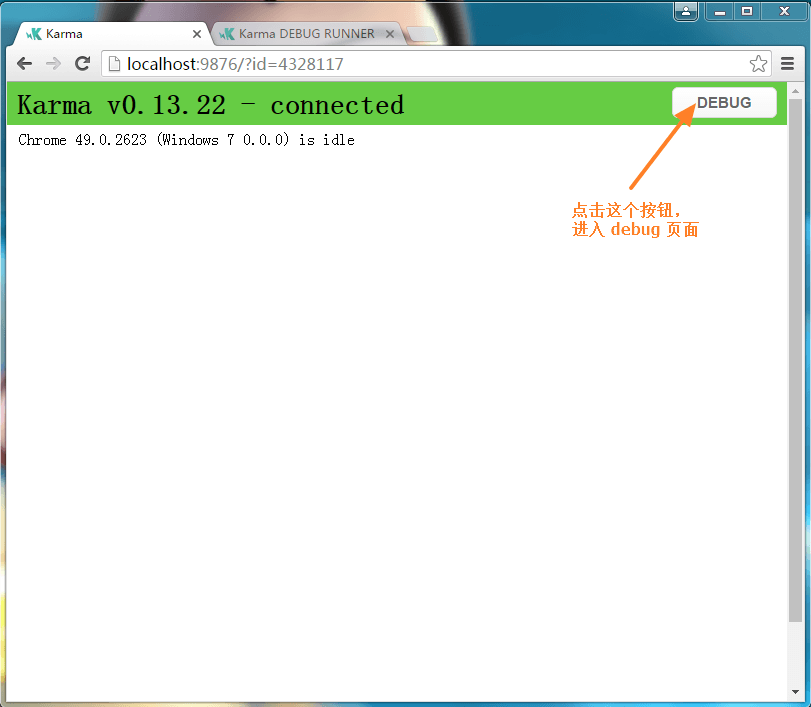 Karma
Karma DEBUG RUNNER
localhost:9876/?id=4328117
Karma v0.13.22 - connected
DEBUG
Chrome 49.0.2623 (Windows 7 0.0.0) is idle
点击这个按钮，
进入 debug 页面